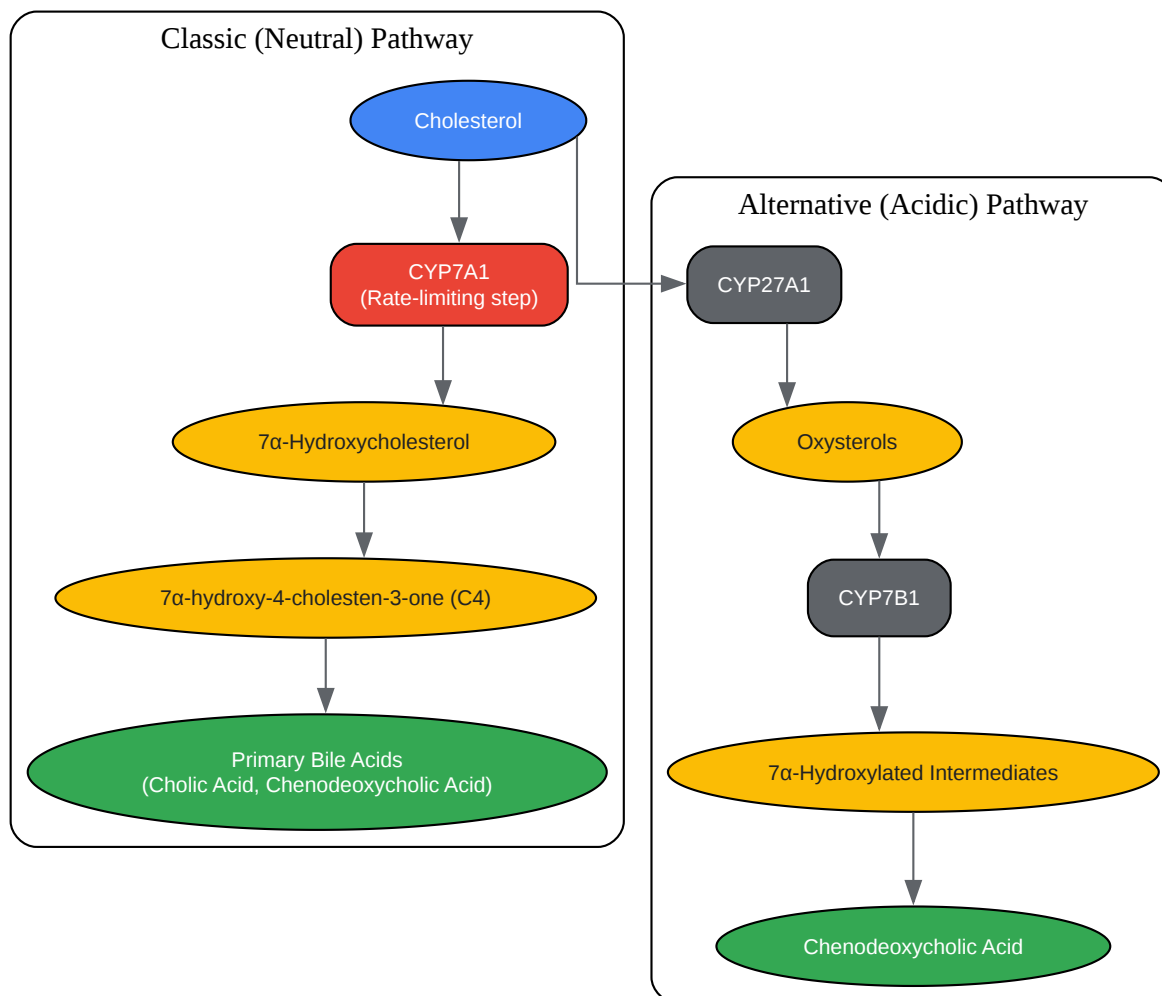 Classic (Neutral) Pathway
Cholesterol
CYP7A1
(Rate-limiting step)
7α-Hydroxycholesterol
7α-hydroxy-4-cholesten-3-one (C4)
Primary Bile Acids
(Cholic Acid, Chenodeoxycholic Acid)
Alternative (Acidic) Pathway
CYP27A1
Oxysterols
CYP7B1
7α-Hydroxylated Intermediates
Chenodeoxycholic Acid